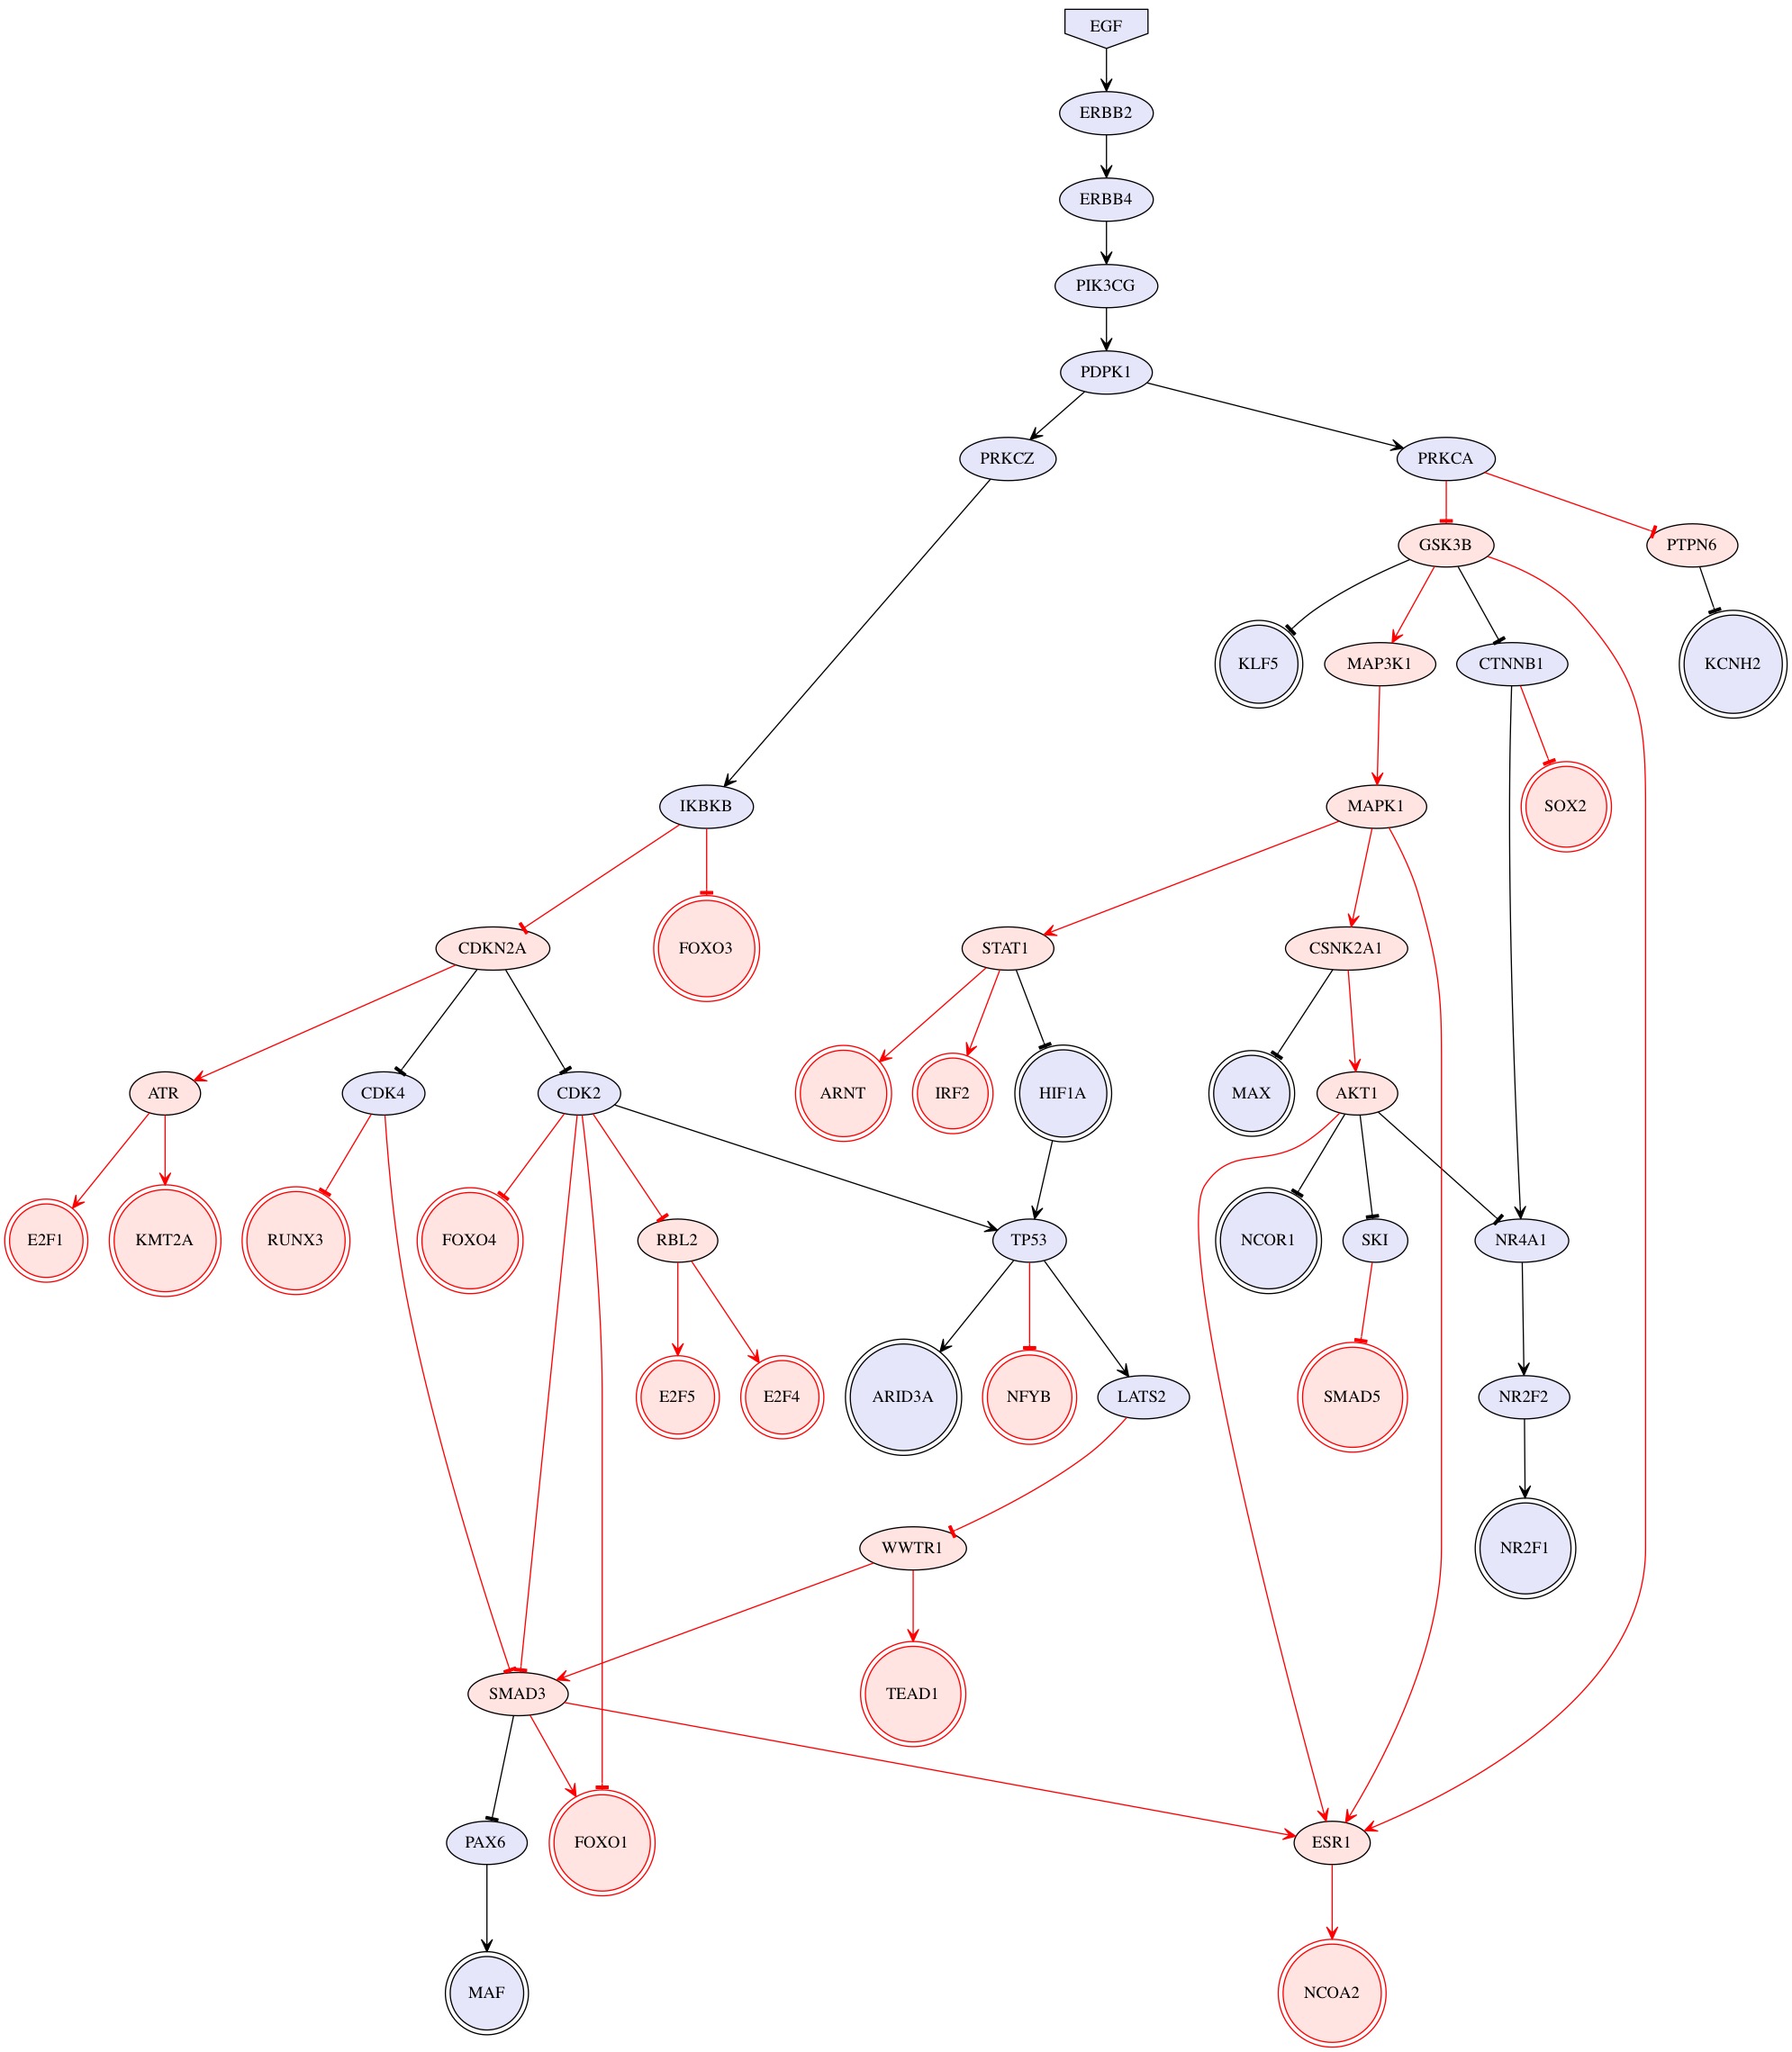 EGF
ERBB2
ERBB4
PIK3CG
PDPK1
PRKCZ
PRKCA
GSK3B
PTPN6
KLF5
MAP3K1
CTNNB1
KCNH2
IKBKB
MAPK1
SOX2
CDKN2A
FOXO3
STAT1
CSNK2A1
ATR
CDK4
CDK2
ARNT
IRF2
HIF1A
MAX
AKT1
E2F1
KMT2A
RUNX3
FOXO4
RBL2
TP53
NCOR1
SKI
NR4A1
E2F5
E2F4
ARID3A
NFYB
LATS2
SMAD5
NR2F2
WWTR1
NR2F1
SMAD3
TEAD1
PAX6
FOXO1
ESR1
MAF
NCOA2